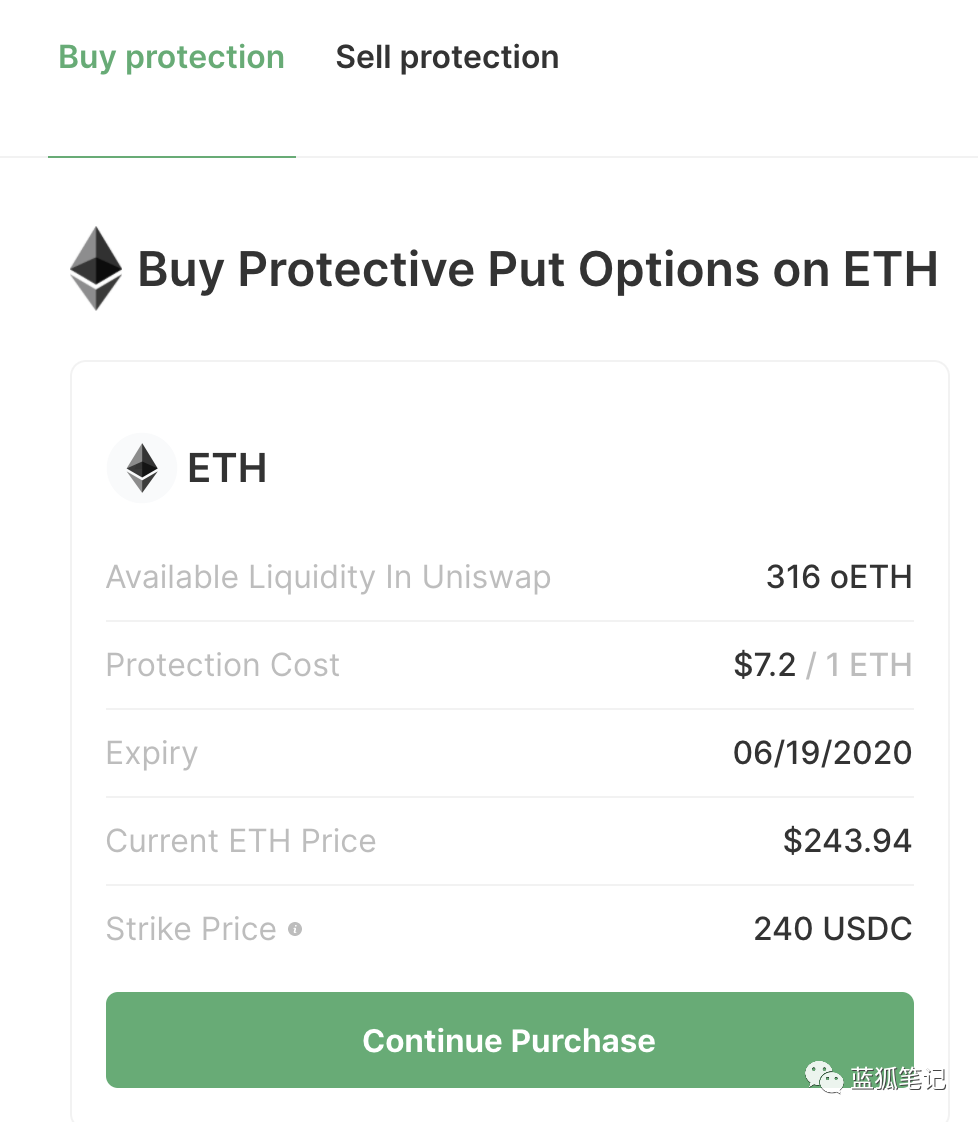 Buy protection Sell protection
Buy Protective Put Options on ETH
ETH
Available Liquidity In Uniswap 316 oETH
Protection Cost $7.2 / 1 ETH
Expiry 06/19/2020
Current ETH Price $243.94
Strike Price 240 USDC
Continue Purchase
蓝狐笔记